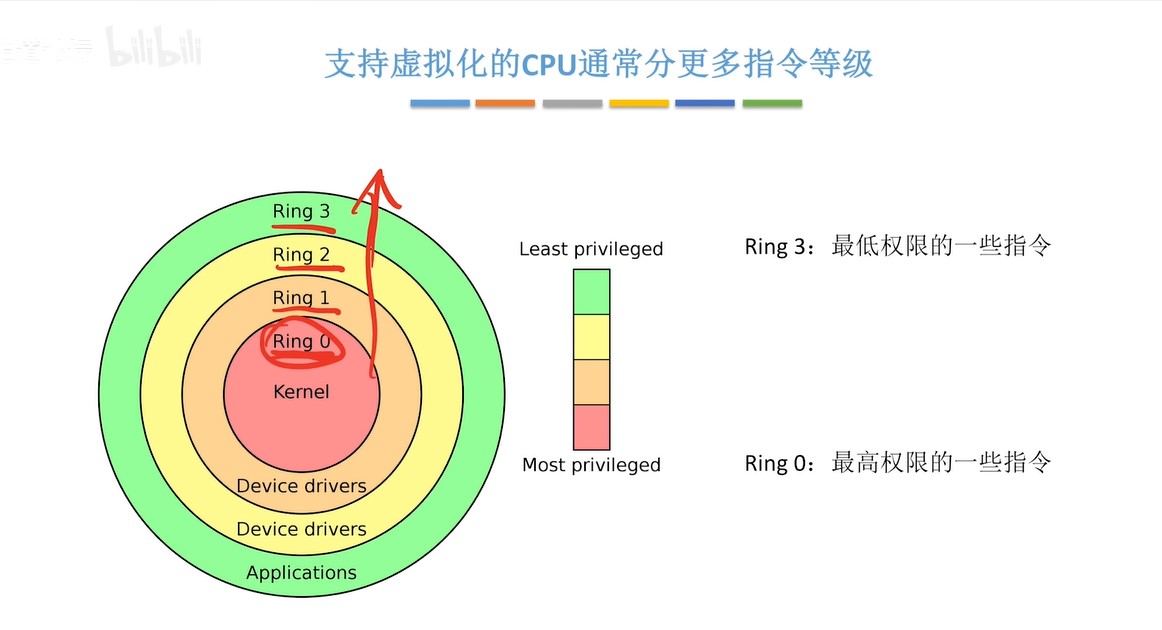 bilibili
支持虚拟化的CPU通常分更多指令等级
Ring 3
Ring 2
Ring 1
Ring 0
Kernel
Device drivers
Device drivers
Applications
Least privileged
Most privileged
Ring 3：最低权限的一些指令
Ring 0：最高权限的一些指令